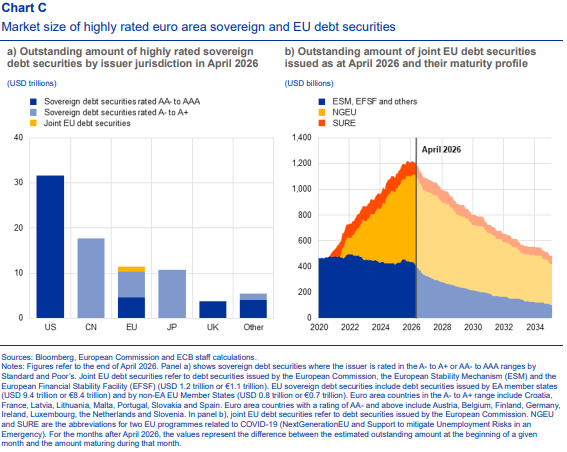 Chart C
Market size of highly rated euro area sovereign and EU debt securities
a) Outstanding amount of highly rated sovereign
debt securities by issuer jurisdiction in April 2026
(USD trillions)
Sovereign debt securities rated AA- to AAA
Sovereign debt securities rated A- to A+
Joint EU debt securities
40
30
20
10
0
US
CN
EU
JP
UK
Other
b) Outstanding amount of joint EU debt securities
issued as at April 2026 and their maturity profile
(USD billions)
ESM, EFSF and others
NGEU
SURE
1,400
1,200
1,000
800
600
400
200
0
April 2026
2020
2022
2024
2026
2028
2030
2032
2034
Sources: Bloomberg, European Commission and ECB staff calculations.
Notes: Figures refer to the end of April 2026. Panel a) shows sovereign debt securities where the issuer is rated in the A- to A+ or AA- to AAA ranges by
Standard and Poor's. Joint EU debt securities refer to debt securities issued by the European Commission, the European Stability Mechanism (ESM) and the
European Financial Stability Facility (EFSF) (USD 1.2 trillion or €1.1 trillion). EU sovereign debt securities include debt securities issued by EA member states
(USD 9.4 trillion or €8.4 trillion) and by non-EA EU Member States (USD 0.8 trillion or €0.7 trillion). Euro area countries in the A- to A+ range include Croatia,
France, Latvia, Lithuania, Malta, Portugal, Slovakia and Spain. Euro area countries with a rating of AA- and above include Austria, Belgium, Finland, Germany,
Ireland, Luxembourg, the Netherlands and Slovenia. In panel b), joint EU debt securities refer to debt securities issued by the European Commission. NGEU
and SURE are the abbreviations for two EU programmes related to COVID-19 (NextGenerationEU and Support to mitigate Unemployment Risks in an
Emergency). For the months after April 2026, the values represent the difference between the estimated outstanding amount at the beginning of a given
month and the amount maturing during that month.